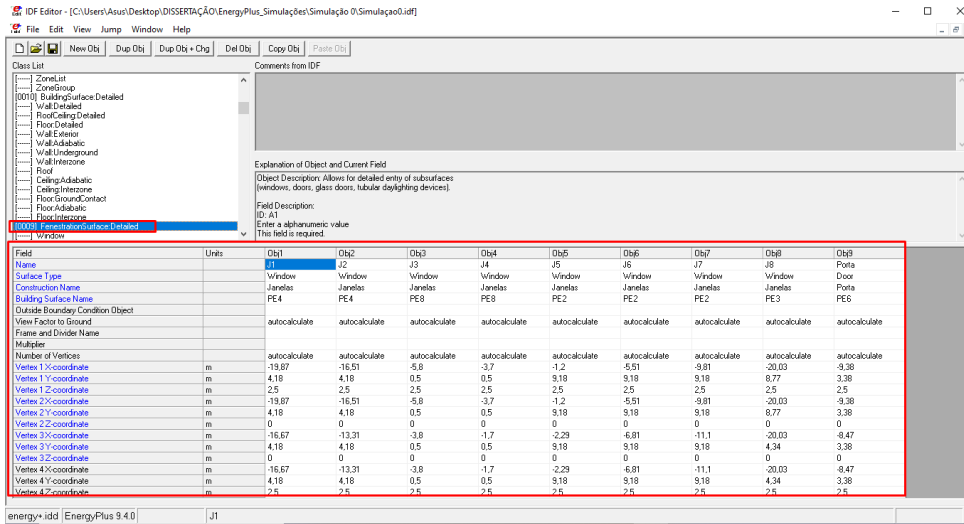 IDF Editor - [C:\Users\Asus\Desktop\DISSERTAÇÃO\EnergyPlus_Simulações\Simulação 0\Simulaçao0.idf]
File Edit View Jump Window Help
New Obj Dup Obj Dup Obj + Chg Del Obj Copy Obj Paste Obj
Class List Comments from IDF
[------] ZoneList
[------] ZoneGroup
[0010] BuildingSurface:Detailed
[------] Wall:Detailed
[------] RoofCeiling:Detailed
[------] Floor:Detailed
[------] Wall:Exterior
[------] Wall:Adiabatic
[------] Wall:Underground
[------] Wall:Interzone
[------] Roof
[------] Ceiling:Adiabatic
[------] Ceiling:Interzone
[------] Floor:GroundContact
[------] Floor:Adiabatic
[------] Floor:Interzone
[0009] FenestrationSurface:Detailed
[------] Window
Explanation of Object and Current Field
Object Description: Allows for detailed entry of subsurfaces
(windows, doors, glass doors, tubular daylighting devices).
Field Description:
ID: A1
Enter a alphanumeric value
This field is required.
Field Units Obj1 Obj2 Obj3 Obj4 Obj5 Obj6 Obj7 Obj8 Obj9
Name J1 J2 J3 J4 J5 J6 J7 J8 Porta
Surface Type Window Window Window Window Window Window Window Window Door
Construction Name Janelas Janelas Janelas Janelas Janelas Janelas Janelas Janelas Porta
Building Surface Name PE4 PE4 PE8 PE8 PE2 PE2 PE2 PE3 PE6
Outside Boundary Condition Object
View Factor to Ground autocalculate autocalculate autocalculate autocalculate autocalculate autocalculate autocalculate autocalculate autocalculate
Frame and Divider Name
Multiplier
Number of Vertices autocalculate autocalculate autocalculate autocalculate autocalculate autocalculate autocalculate autocalculate autocalculate
Vertex 1 X-coordinate m -19,87 -16,51 -5,8 -3,7 -1,2 -5,51 -9,81 -20,03 -9,38
Vertex 1 Y-coordinate m 4,18 4,18 0,5 0,5 9,18 9,18 9,18 8,77 3,38
Vertex 1 Z-coordinate m 2,5 2,5 2,5 2,5 2,5 2,5 2,5 2,5 2,5
Vertex 2 X-coordinate m -19,87 -16,51 -5,8 -3,7 -1,2 -5,51 -9,81 -20,03 -9,38
Vertex 2 Y-coordinate m 4,18 4,18 0,5 0,5 9,18 9,18 9,18 8,77 3,38
Vertex 2 Z-coordinate m 0 0 0 0 0 0 0 0 0
Vertex 3 X-coordinate m -16,67 -13,31 -3,8 -1,7 -2,29 -6,81 -11,1 -20,03 -8,47
Vertex 3 Y-coordinate m 4,18 4,18 0,5 0,5 9,18 9,18 9,18 4,34 3,38
Vertex 3 Z-coordinate m 0 0 0 0 0 0 0 0 0
Vertex 4 X-coordinate m -16,67 -13,31 -3,8 -1,7 -2,29 -6,81 -11,1 -20,03 -8,47
Vertex 4 Y-coordinate m 4,18 4,18 0,5 0,5 9,18 9,18 9,18 4,34 3,38
Vertex 4 Z-coordinate m 2,5 2,5 2,5 2,5 2,5 2,5 2,5 2,5 2,5
energy+.idd EnergyPlus 9.4.0 J1